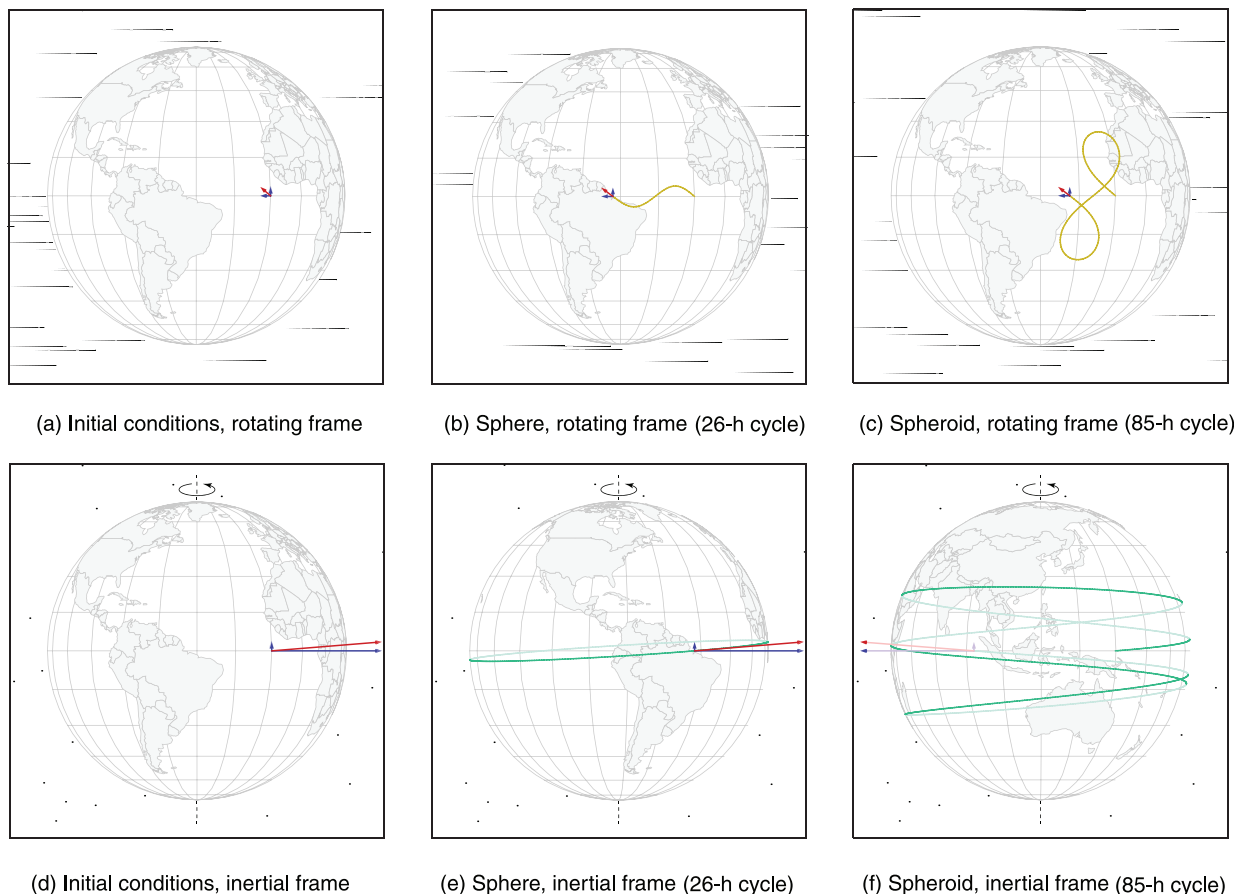 (a) Initial conditions, rotating frame
(b) Sphere, rotating frame (26-h cycle)
(c) Spheroid, rotating frame (85-h cycle)
(d) Initial conditions, inertial frame
(e) Sphere, inertial frame (26-h cycle)
(f) Spheroid, inertial frame (85-h cycle)